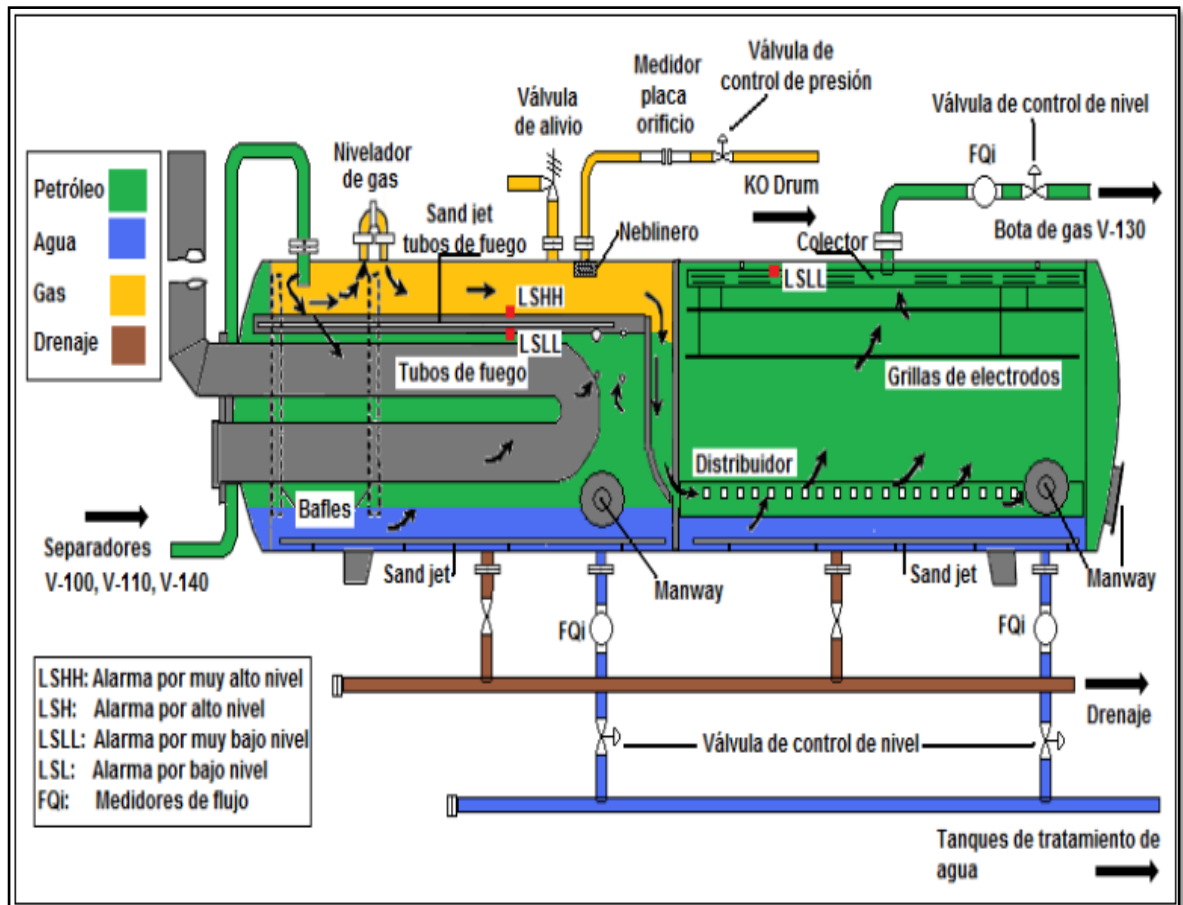 Petróleo
Agua
Gas
Drenaje
Nivelador
de gas
Válvula
de alivio
Medidor
placa
orificio
Válvula de
control de presión
Válvula de control de nivel
FQi
Sand jet
tubos de fuego
Neblinero
KO Drum
Colector
Bota de gas V-130
LSHH
LSLL
LSLL
Tubos de fuego
Grillas de electrodos
Distribuidor
Bafles
Separadores
V-100, V-110, V-140
Sand jet
Manway
Sand jet
Manway
FQi
FQi
Drenaje
Válvula de control de nivel
Tanques de tratamiento de
agua
LSHH: Alarma por muy alto nivel
LSH: Alarma por alto nivel
LSLL: Alarma por muy bajo nivel
LSL: Alarma por bajo nivel
FQi: Medidores de flujo